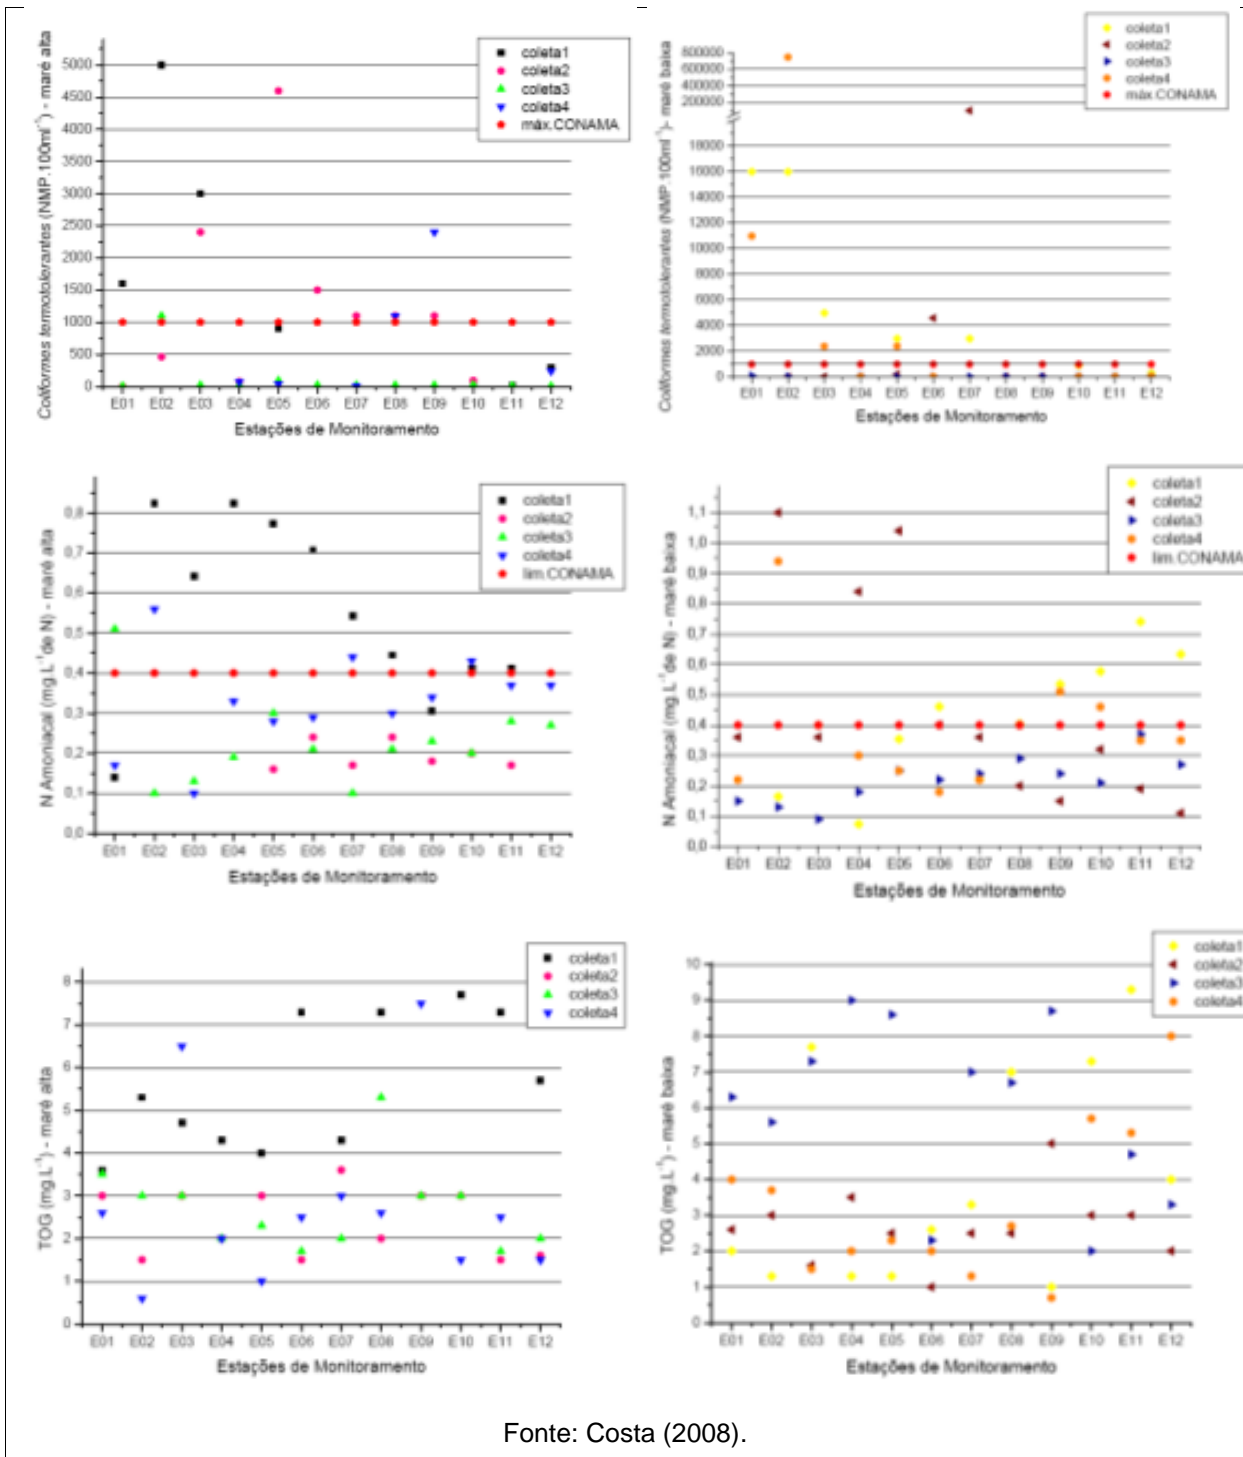 Coliformes termotolerantes (NMP.100ml⁻¹) - maré alta
5000
4500
4000
3500
3000
2500
2000
1500
1000
500
0
E01 E02 E03 E04 E05 E06 E07 E08 E09 E10 E11 E12
Estações de Monitoramento
coleta1
coleta2
coleta3
coleta4
máx.CONAMA
Coliformes termotolerantes (NMP.100ml⁻¹)- maré baixa
800000
600000
400000
200000
18000
16000
14000
12000
10000
8000
6000
4000
2000
0
E01 E02 E03 E04 E05 E06 E07 E08 E09 E10 E11 E12
Estações de Monitoramento
coleta1
coleta2
coleta3
coleta4
máx.CONAMA
N Amoniacal (mg.L⁻¹ de N) - maré alta
0,8
0,7
0,6
0,5
0,4
0,3
0,2
0,1
0,0
E01 E02 E03 E04 E05 E06 E07 E08 E09 E10 E11 E12
Estações de Monitoramento
coleta1
coleta2
coleta3
coleta4
lim.CONAMA
N Amoniacal (mg.L⁻¹ de N) - maré baixa
1,1
1,0
0,9
0,8
0,7
0,6
0,5
0,4
0,3
0,2
0,1
0,0
E01 E02 E03 E04 E05 E06 E07 E08 E09 E10 E11 E12
Estações de Monitoramento
coleta1
coleta2
coleta3
coleta4
lim.CONAMA
TOG (mg.L⁻¹) - maré alta
8
7
6
5
4
3
2
1
0
E01 E02 E03 E04 E05 E06 E07 E08 E09 E10 E11 E12
Estações de Monitoramento
coleta1
coleta2
coleta3
coleta4
TOG (mg.L⁻¹) - maré baixa
10
9
8
7
6
5
4
3
2
1
0
E01 E02 E03 E04 E05 E06 E07 E08 E09 E10 E11 E12
Estações de Monitoramento
coleta1
coleta2
coleta3
coleta4
Fonte: Costa (2008).